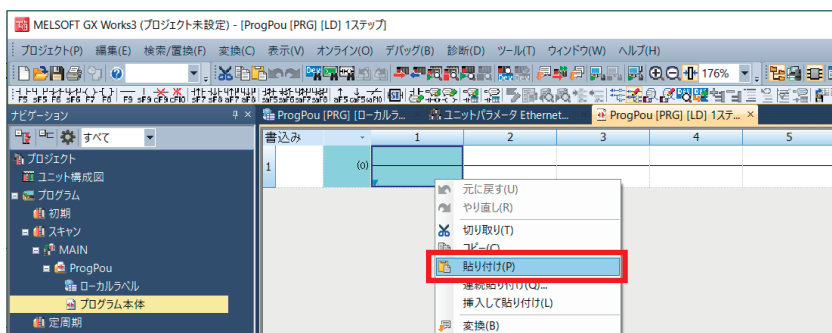 MELSOFT GX Works3 (プロジェクト未設定) - [ProgPou [PRG] [LD] 1ステップ]
プロジェクト(P) 編集(E) 検索/置換(F) 変換(C) 表示(V) オンライン(O) デバッグ(B) 診断(D) ツール(T) ウィンドウ(W) ヘルプ(H)
176%
ナビゲーション
ProgPou [PRG] [ローカルラ...
ユニットパラメータ Ethernet...
ProgPou [PRG] [LD] 1ステ...
すべて
書込み 1 2 3 4 5
1 (0)
プロジェクト
ユニット構成図
プログラム
初期
スキャン
MAIN
ProgPou
ローカルラベル
プログラム本体
定周期
元に戻す(U)
やり直し(R)
切り取り(T)
コピー(C)
貼り付け(P)
連続貼り付け(Q)...
挿入して貼り付け(L)
変換(B)